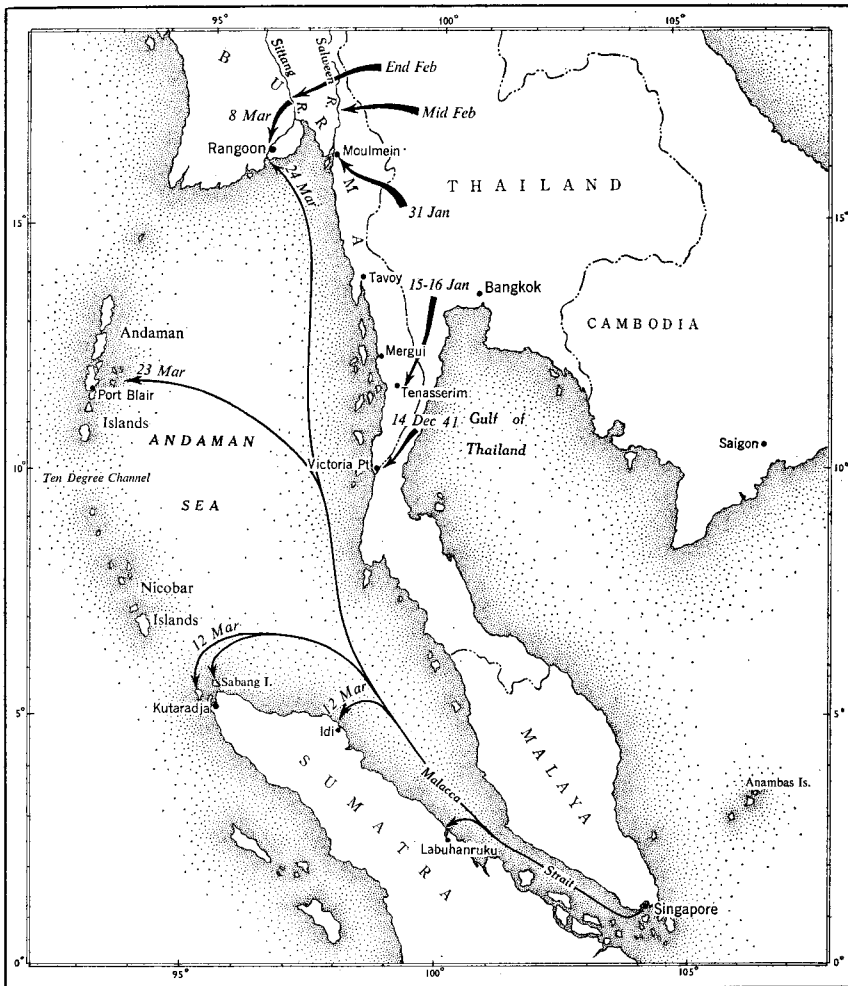 95°
100°
105°
BURMA
Sittang
R
Salween
R
End Feb
8 Mar
Mid Feb
Rangoon
Moulmein
24 Mar
THAILAND
31 Jan
15°
15°
Tavoy
15-16 Jan
Bangkok
CAMBODIA
Andaman
Mergui
23 Mar
Tenasserim
Port Blair
14 Dec 41
Gulf of
Islands
ANDAMAN
Thailand
Saigon
Victoria Pt.
10°
10°
Ten Degree Channel
SEA
Nicobar
Islands
12 Mar
Sabang I.
Kutaradja
12 Mar
5°
5°
Idi
MALAYA
SUMATRA
Malacca
Anambas Is.
Labuhanruku
Strait
Singapore
0°
0°
95°
100°
105°